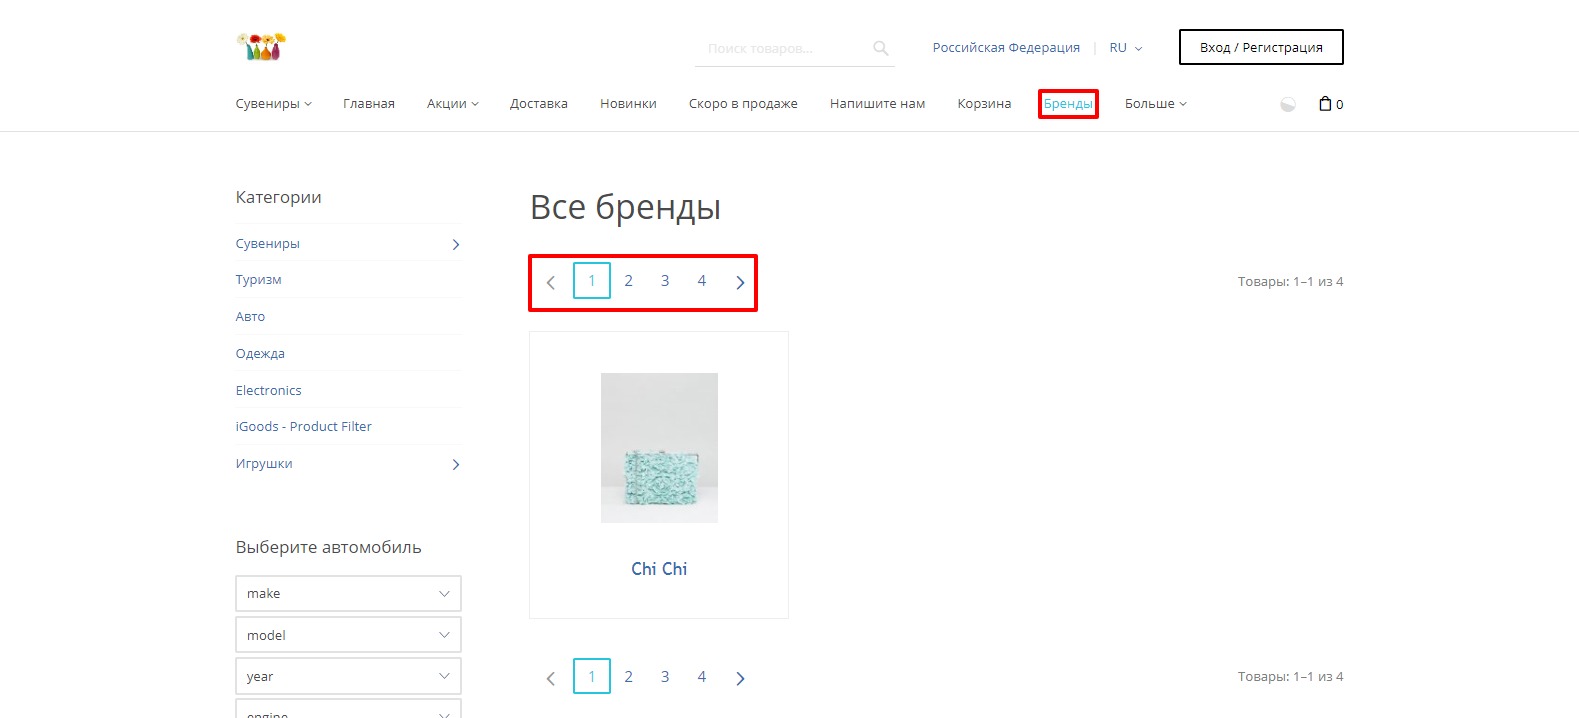 Поиск товаров...
Российская Федерация | RU
Вход / Регистрация
Сувениры Главная Акции Доставка Новинки Скоро в продаже Напишите нам Корзина Бренды Больше 0
Категории
Сувениры
Туризм
Авто
Одежда
Electronics
iGoods - Product Filter
Игрушки
Выберите автомобиль
make
model
year
engine
Все бренды
1 2 3 4
Товары: 1–1 из 4
Chi Chi
1 2 3 4
Товары: 1–1 из 4